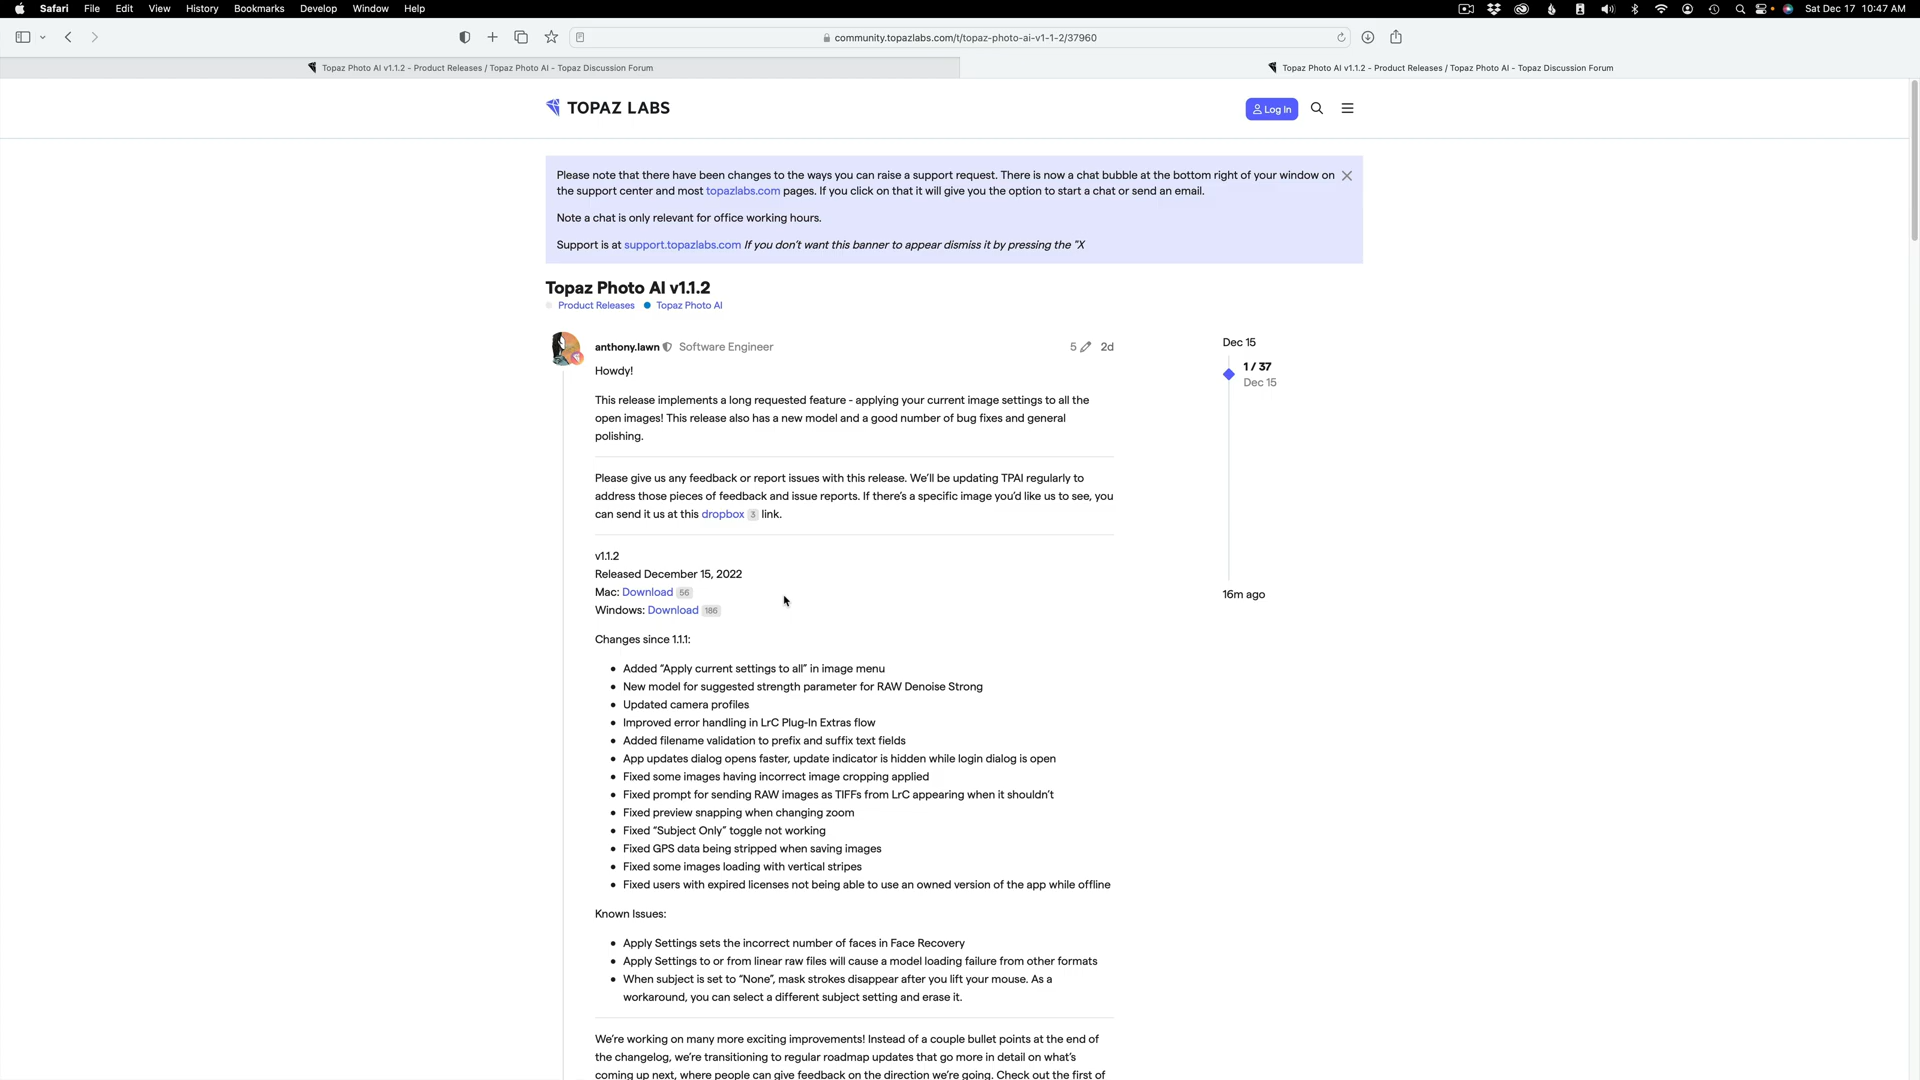 Safari File Edit View History Bookmarks Develop Window Help Sat Dec 17 10:47 AM
community.topazlabs.com/t/topaz-photo-ai-v1-1-2/37960
Topaz Photo AI v1.1.2 - Product Releases / Topaz Photo AI - Topaz Discussion Forum
Topaz Photo AI v1.1.2 - Product Releases / Topaz Photo AI - Topaz Discussion Forum
TOPAZ LABS
Log In
Please note that there have been changes to the ways you can raise a support request. There is now a chat bubble at the bottom right of your window on
the support center and most topazlabs.com pages. If you click on that it will give you the option to start a chat or send an email.
Note a chat is only relevant for office working hours.
Support is at support.topazlabs.com If you don't want this banner to appear dismiss it by pressing the "X
Topaz Photo AI v1.1.2
Product Releases Topaz Photo AI
anthony.lawn Software Engineer 5 2d
Howdy!
This release implements a long requested feature - applying your current image settings to all the
open images! This release also has a new model and a good number of bug fixes and general
polishing.
Please give us any feedback or report issues with this release. We'll be updating TPAI regularly to
address those pieces of feedback and issue reports. If there's a specific image you'd like us to see, you
can send it us at this dropbox 3 link.
v1.1.2
Released December 15, 2022
Mac: Download 56
Windows: Download 186
Changes since 1.1.1:
• Added “Apply current settings to all” in image menu
• New model for suggested strength parameter for RAW Denoise Strong
• Updated camera profiles
• Improved error handling in LrC Plug-In Extras flow
• Added filename validation to prefix and suffix text fields
• App updates dialog opens faster, update indicator is hidden while login dialog is open
• Fixed some images having incorrect image cropping applied
• Fixed prompt for sending RAW images as TIFFs from LrC appearing when it shouldn't
• Fixed preview snapping when changing zoom
• Fixed “Subject Only” toggle not working
• Fixed GPS data being stripped when saving images
• Fixed some images loading with vertical stripes
• Fixed users with expired licenses not being able to use an owned version of the app while offline
Known Issues:
• Apply Settings sets the incorrect number of faces in Face Recovery
• Apply Settings to or from linear raw files will cause a model loading failure from other formats
• When subject is set to “None”, mask strokes disappear after you lift your mouse. As a
workaround, you can select a different subject setting and erase it.
We're working on many more exciting improvements! Instead of a couple bullet points at the end of
the changelog, we're transitioning to regular roadmap updates that go more in detail on what's
coming up next, where people can give feedback on the direction we're going. Check out the first of
Dec 15
1 / 37
Dec 15
16m ago